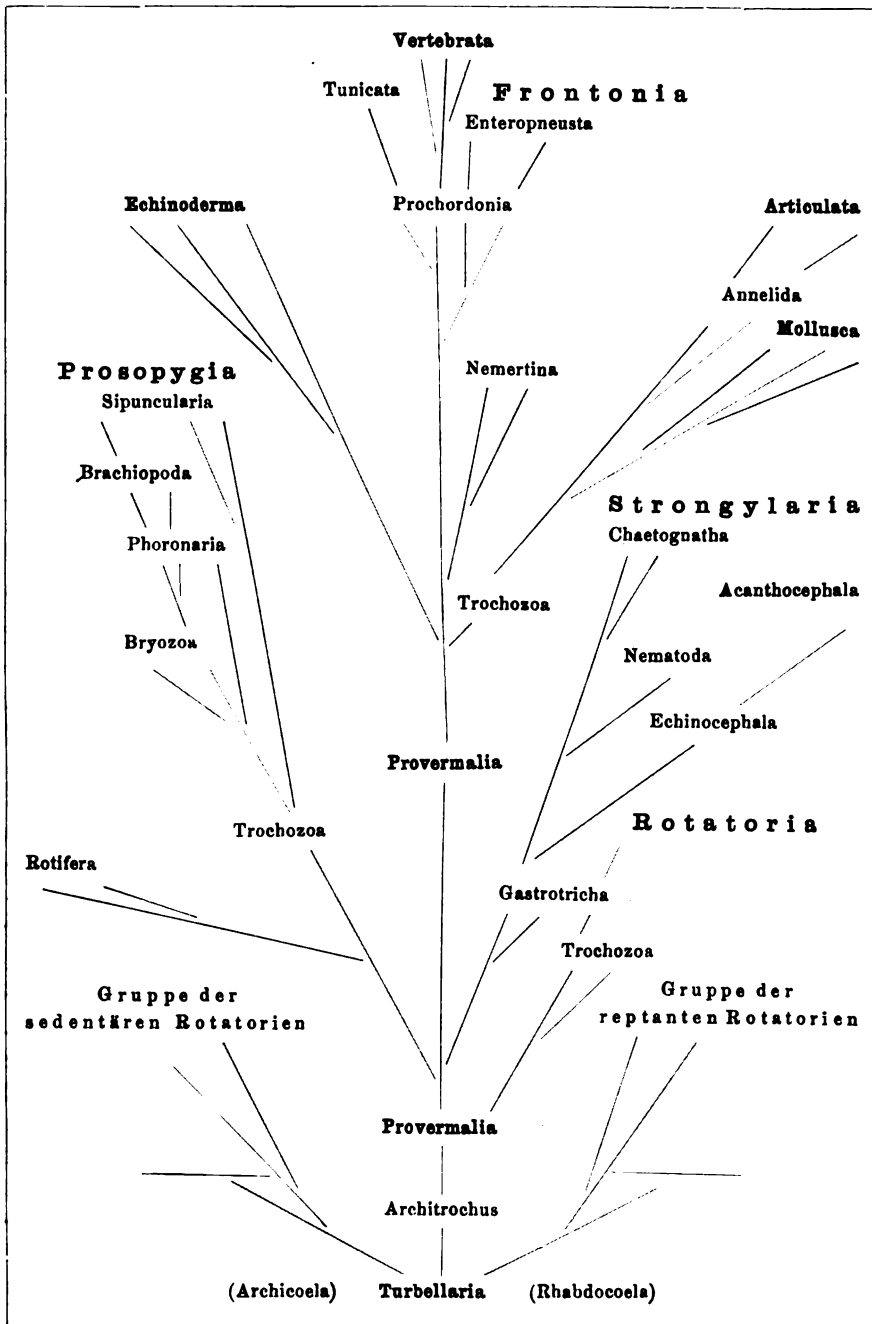 Vertebrata
Tunicata
Frontonia
Enteropneusta
Echinoderma
Prochordonia
Articulata
Annelida
Mollusca
Prosopygia
Sipuncularia
Nemertina
Brachiopoda
Strongylaria
Chaetognatha
Phoronaria
Trochozoa
Acanthocephala
Bryozoa
Nematoda
Echinocephala
Provermalia
Trochozoa
Rotatoria
Rotifera
Gastrotricha
Trochozoa
Gruppe der
sedentären Rotatorien
Gruppe der
reptanten Rotatorien
Provermalia
Architrochus
(Archicoela) Turbellaria (Rhabdocoela)